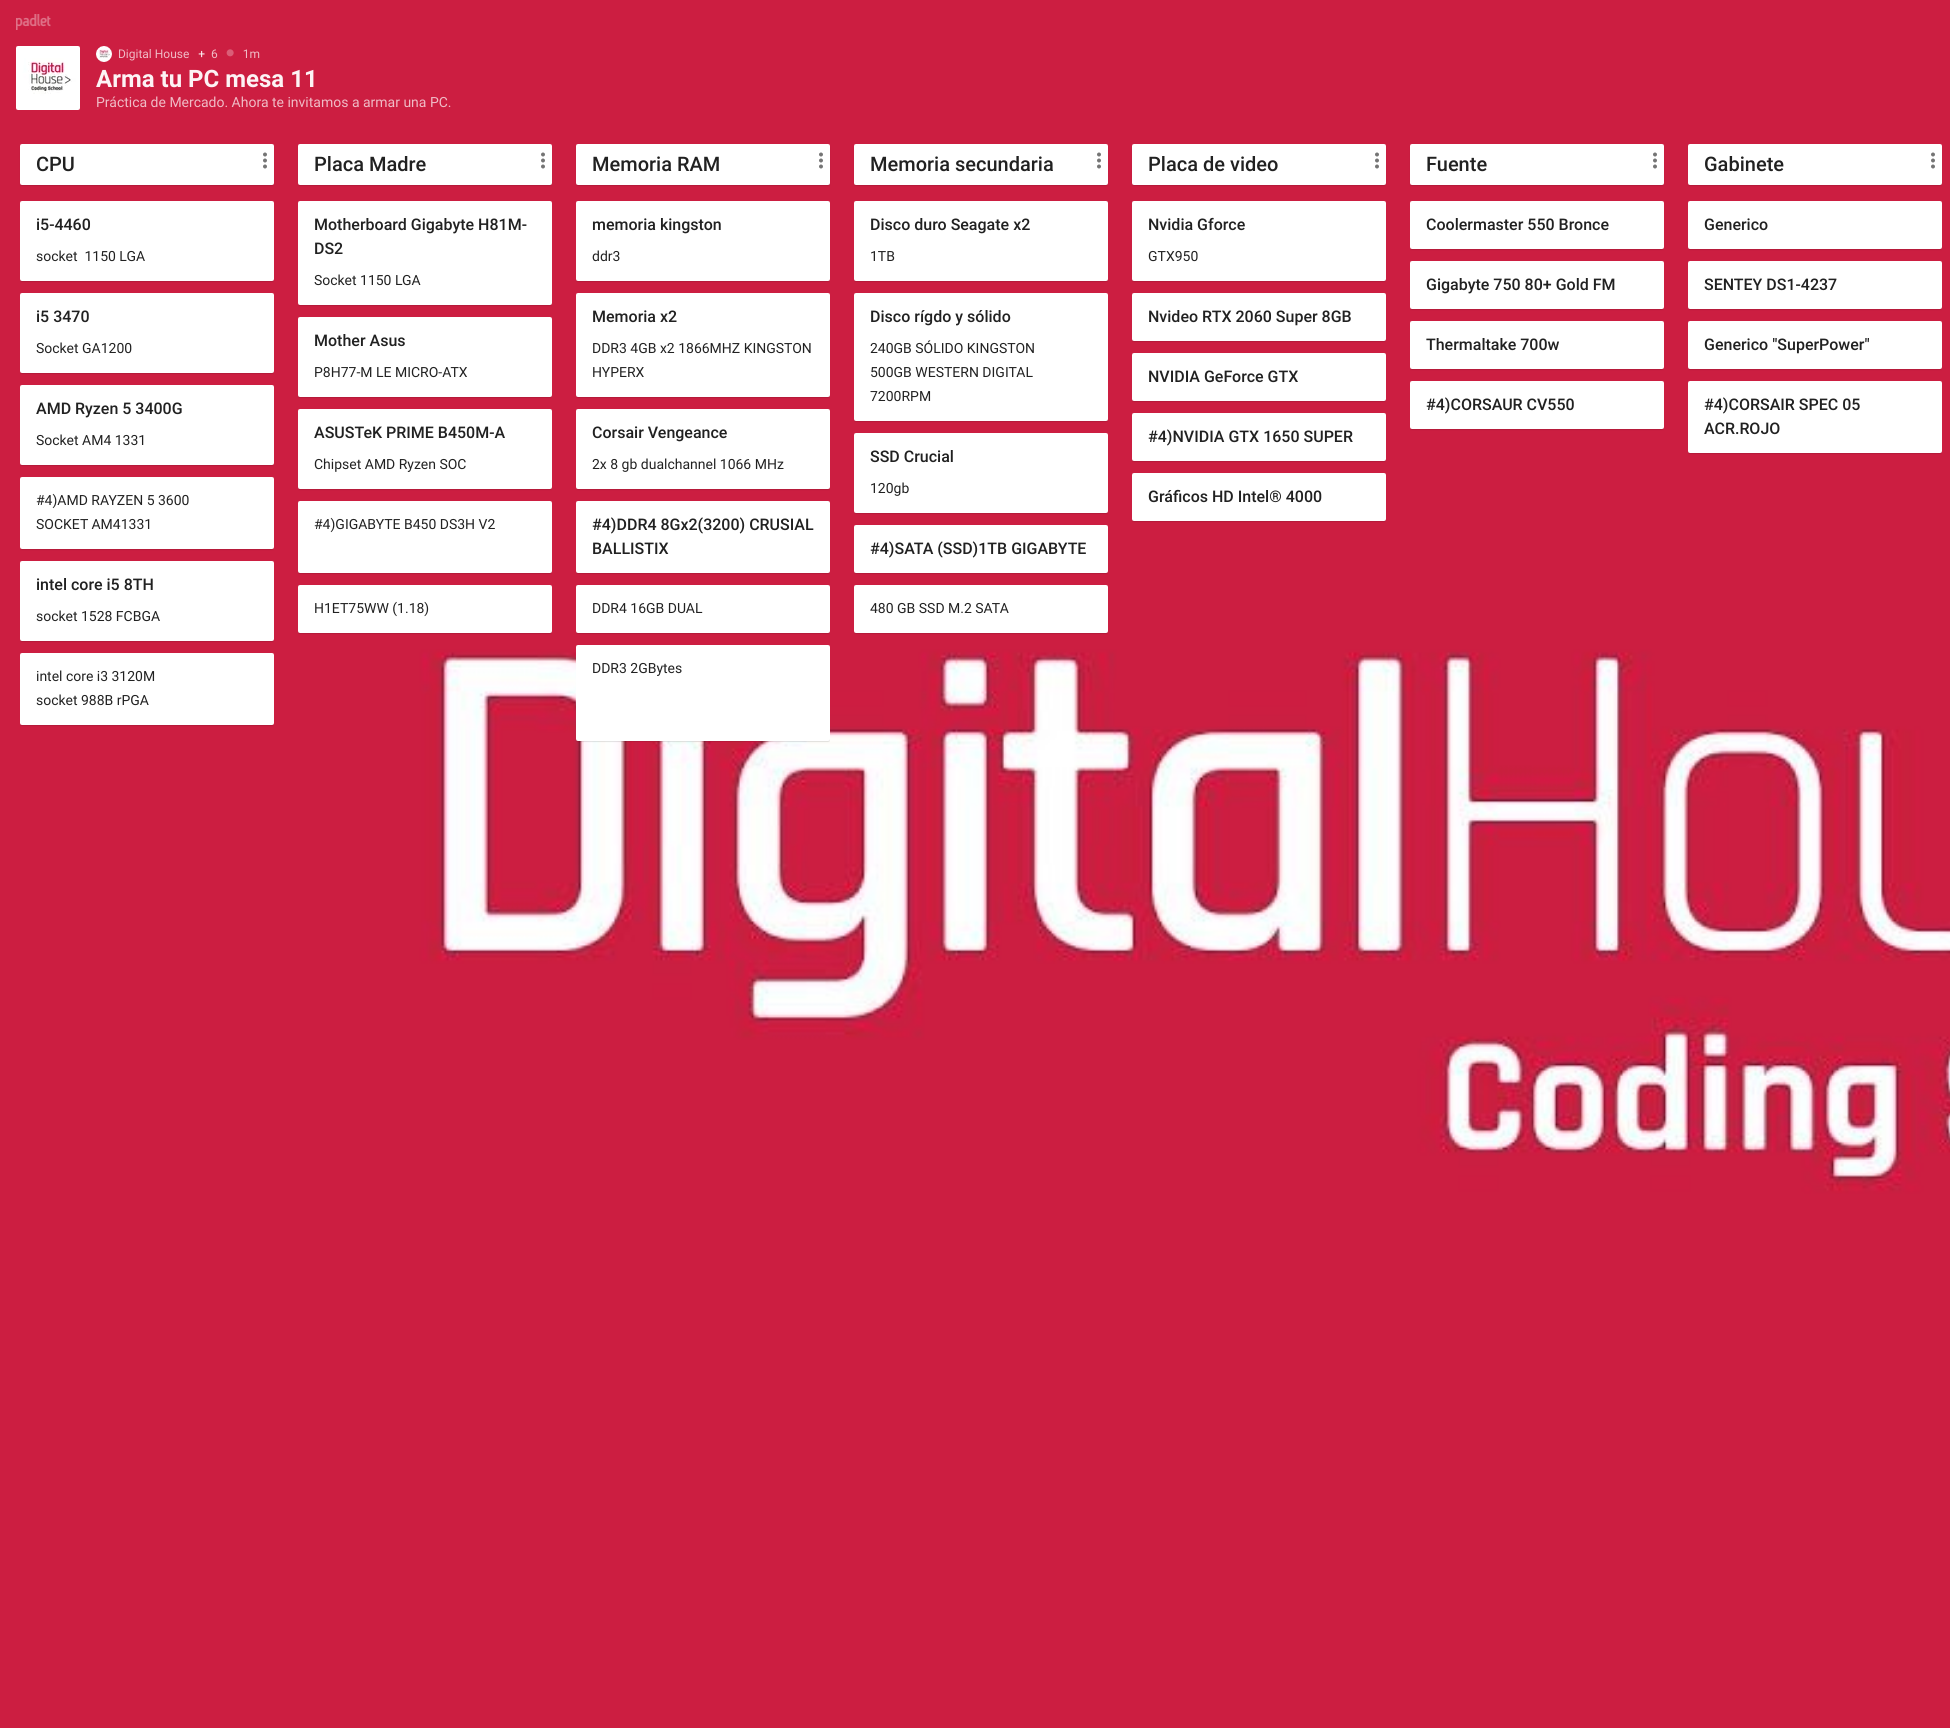 padlet
Digital
House>
Coding School
Digital House + 6 1m
Arma tu PC mesa 11
Práctica de Mercado. Ahora te invitamos a armar una PC.
CPU
i5-4460
socket 1150 LGA
i5 3470
Socket GA1200
AMD Ryzen 5 3400G
Socket AM4 1331
#4)AMD RAYZEN 5 3600
SOCKET AM41331
intel core i5 8TH
socket 1528 FCBGA
intel core i3 3120M
socket 988B rPGA
Placa Madre
Motherboard Gigabyte H81M-
DS2
Socket 1150 LGA
Mother Asus
P8H77-M LE MICRO-ATX
ASUSTeK PRIME B450M-A
Chipset AMD Ryzen SOC
#4)GIGABYTE B450 DS3H V2
H1ET75WW (1.18)
Memoria RAM
memoria kingston
ddr3
Memoria x2
DDR3 4GB x2 1866MHZ KINGSTON
HYPERX
Corsair Vengeance
2x 8 gb dualchannel 1066 MHz
#4)DDR4 8Gx2(3200) CRUSIAL
BALLISTIX
DDR4 16GB DUAL
DDR3 2GBytes
Memoria secundaria
Disco duro Seagate x2
1TB
Disco rígdo y sólido
240GB SÓLIDO KINGSTON
500GB WESTERN DIGITAL
7200RPM
SSD Crucial
120gb
#4)SATA (SSD)1TB GIGABYTE
480 GB SSD M.2 SATA
Placa de video
Nvidia Gforce
GTX950
Nvideo RTX 2060 Super 8GB
NVIDIA GeForce GTX
#4)NVIDIA GTX 1650 SUPER
Gráficos HD Intel® 4000
Fuente
Coolermaster 550 Bronce
Gigabyte 750 80+ Gold FM
Thermaltake 700w
#4)CORSAUR CV550
Gabinete
Generico
SENTEY DS1-4237
Generico "SuperPower"
#4)CORSAIR SPEC 05
ACR.ROJO
DigitalHou
Coding